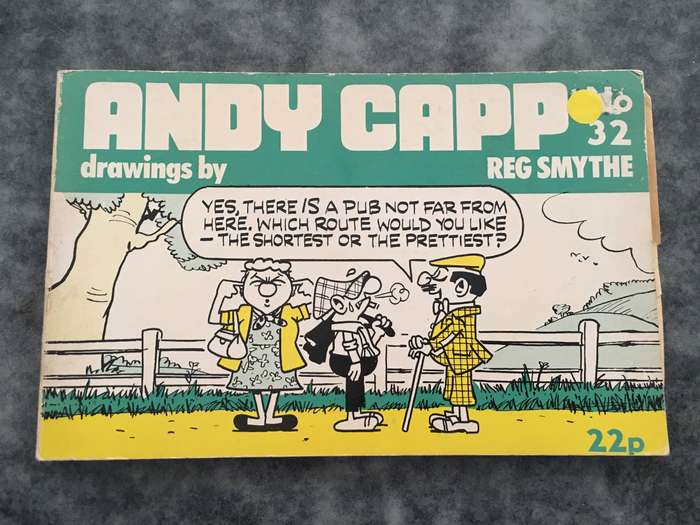 ANDY CAPP No
32
drawings by
REG SMYTHE
YES, THERE IS A PUB NOT FAR FROM
HERE. WHICH ROUTE WOULD YOU LIKE
— THE SHORTEST OR THE PRETTIEST?
22p